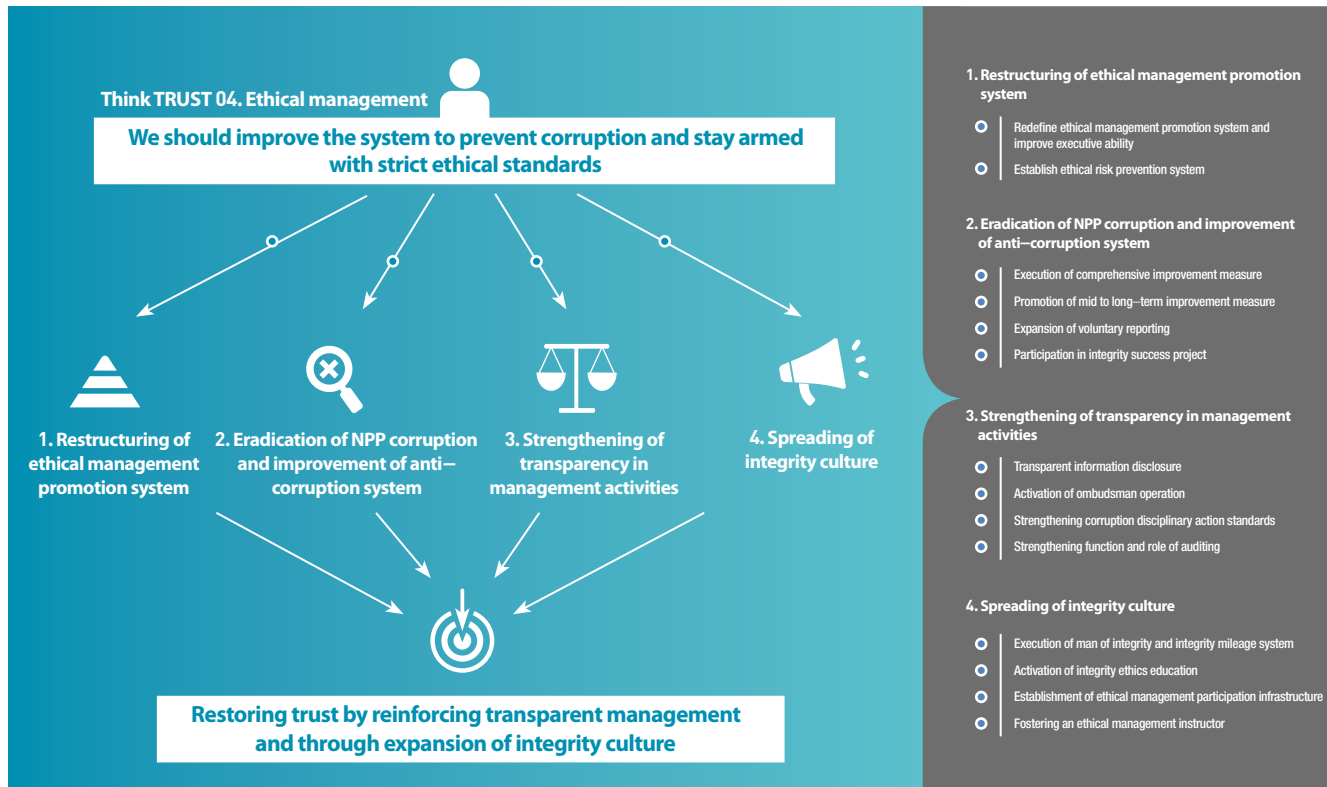 Think TRUST 04. Ethical management
We should improve the system to prevent corruption and stay armed
with strict ethical standards
1. Restructuring of
ethical management
promotion system
2. Eradication of NPP corruption
and improvement of anti−
corruption system
3. Strengthening of
transparency in
management activities
4. Spreading of
integrity culture
Restoring trust by reinforcing transparent management
and through expansion of integrity culture
1. Restructuring of ethical management promotion
system
Redefine ethical management promotion system and
improve executive ability
Establish ethical risk prevention system
2. Eradication of NPP corruption and improvement
of anti−corruption system
Execution of comprehensive improvement measure
Promotion of mid to long−term improvement measure
Expansion of voluntary reporting
Participation in integrity success project
3. Strengthening of transparency in management
activities
Transparent information disclosure
Activation of ombudsman operation
Strengthening corruption disciplinary action standards
Strengthening function and role of auditing
4. Spreading of integrity culture
Execution of man of integrity and integrity mileage system
Activation of integrity ethics education
Establishment of ethical management participation infrastructure
Fostering an ethical management instructor